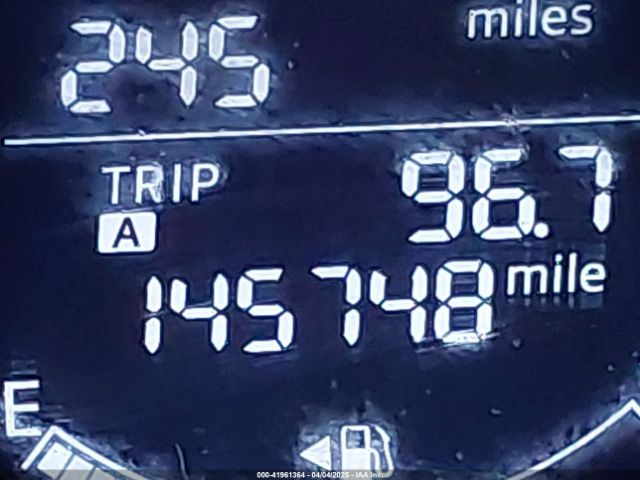 245 miles
TRIP A 96.7
145748 mile
E
000-41961364 - 04/04/2025 - IAA Inc.